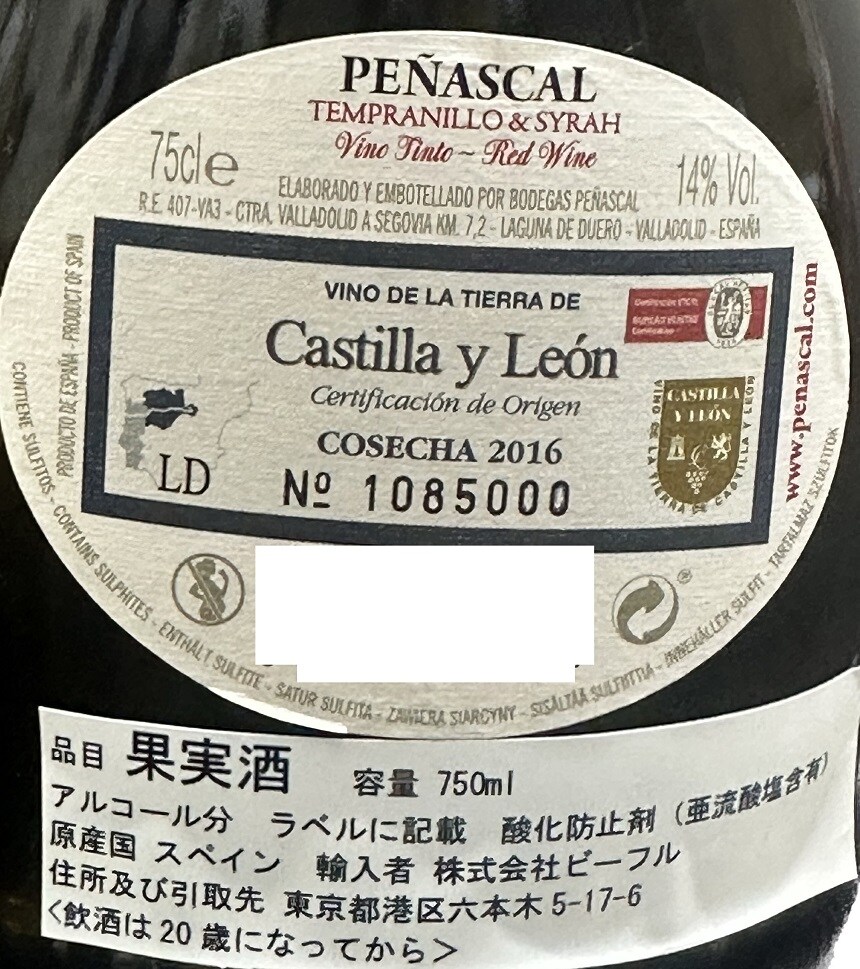 PEÑASCAL
TEMPRANILLO & SYRAH
Vino Tinto ~ Red Wine
75cl e
14% Vol.
ELABORADO Y EMBOTELLADO POR BODEGAS PEÑASCAL
R.E. 407-VA3 - CTRA. VALLADOLID A SEGOVIA KM. 7,2 - LAGUNA DE DUERO - VALLADOLID - ESPAÑA
PRODUCTO DE ESPAÑA - PRODUCT OF SPAIN
VINO DE LA TIERRA DE
Castilla y León
Certificación de Origen
COSECHA 2016
Nº 1085000
LD
CASTILLA
Y LEÓN
VINO DE LA TIERRA DE CASTILLA Y LEÓN
www.penascal.com
CONTIENE SULFITOS - CONTAINS SULPHITES - ENTHÄLT SULFITE - SATUR SULFITA - ZAWIERA SIARCZYNY - SISÄLTÄÄ SULFIITTIA - INNEHÅLLER SULFIT - TARTALMAZ SZULFITOK
®
品目 果実酒 容量 750ml
アルコール分 ラベルに記載 酸化防止剤(亜流酸塩含有)
原産国 スペイン 輸入者 株式会社ビーフル
住所及び引取先 東京都港区六本木 5-17-6
<飲酒は20歳になってから>